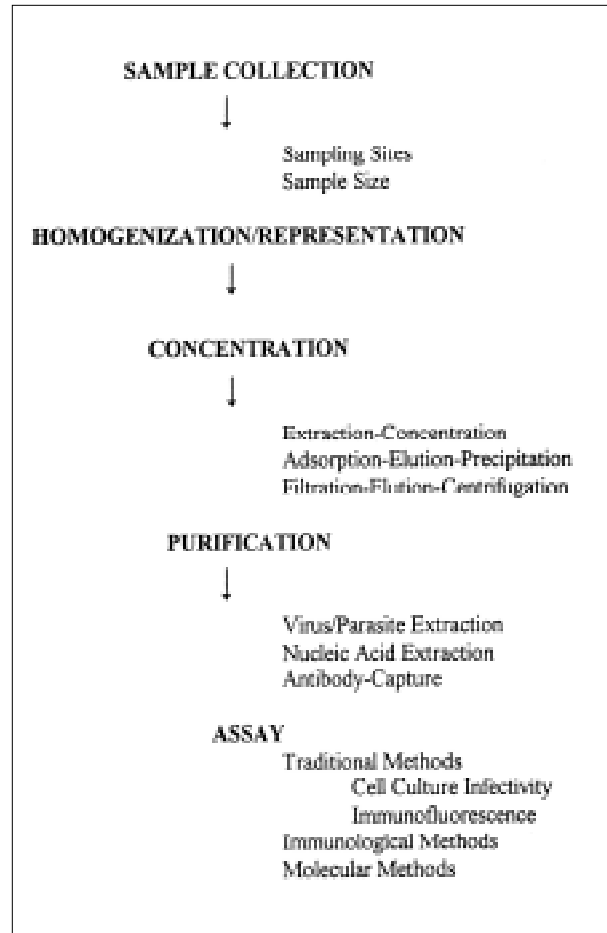 SAMPLE COLLECTION
Sampling Sites
Sample Size
HOMOGENIZATION/REPRESENTATION
CONCENTRATION
Extraction-Concentration
Adsorption-Elution-Precipitation
Filtration-Elution-Centrifugation
PURIFICATION
Virus/Parasite Extraction
Nucleic Acid Extraction
Antibody-Capture
ASSAY
Traditional Methods
Cell Culture Infectivity
Immunofluorescence
Immunological Methods
Molecular Methods